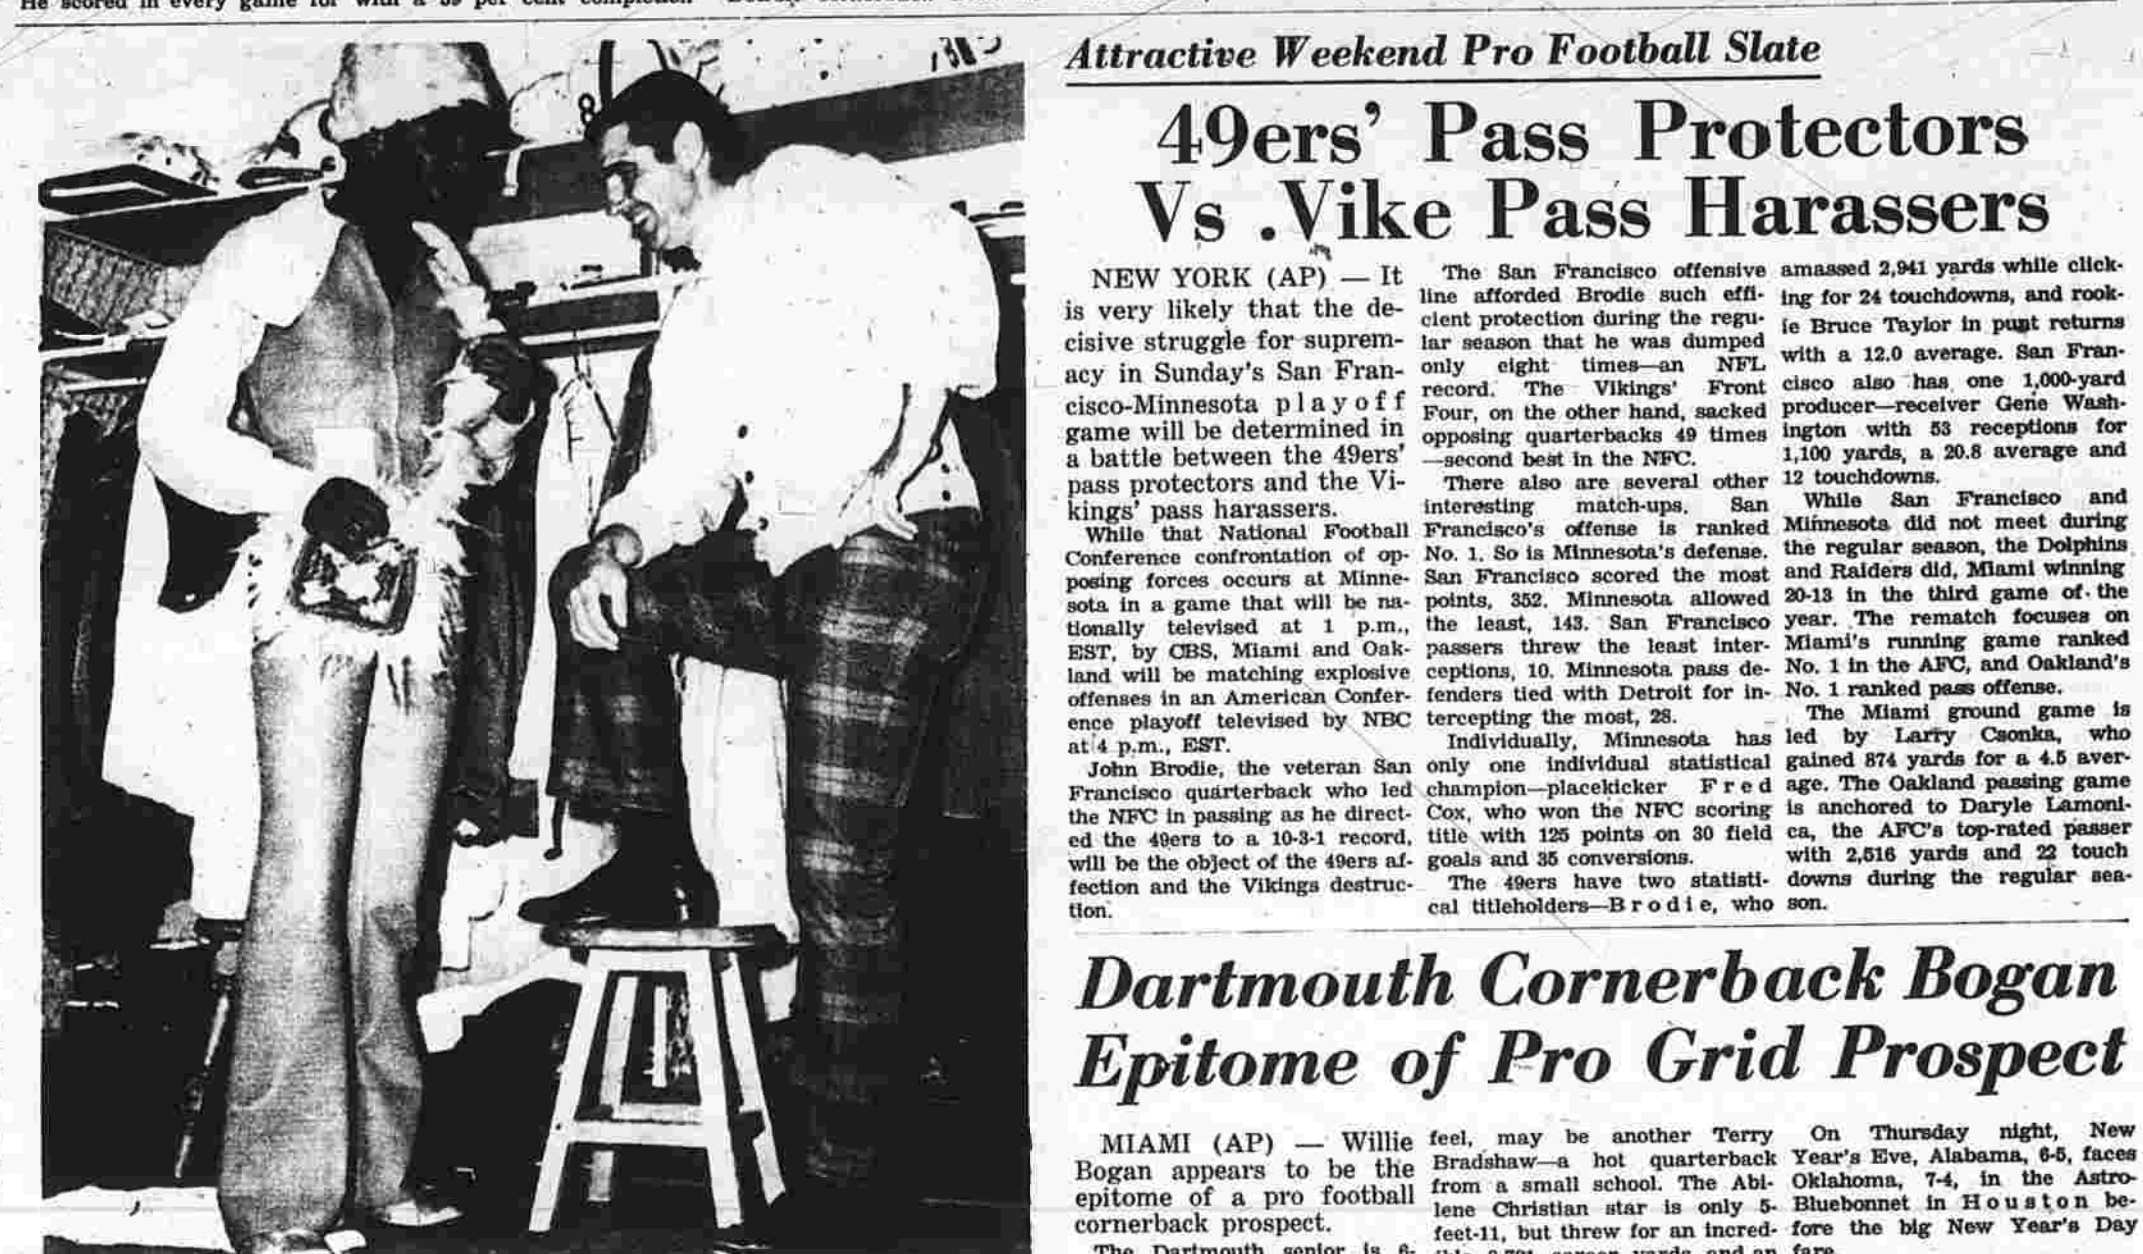 He scored in every game for with a 59 per cent completion
Attractive Weekend Pro Football Slate
49ers' Pass Protectors
Vs .Vike Pass Harassers
NEW YORK (AP) — It
is very likely that the de-
cisive struggle for suprem-
acy in Sunday's San Fran-
cisco-Minnesota playoff
game will be determined in
a battle between the 49ers'
pass protectors and the Vi-
kings' pass harassers.
While that National Football
Conference confrontation of op-
posing forces occurs at Minne-
sota in a game that will be na-
tionally televised at 1 p.m.,
EST, by CBS, Miami and Oak-
land will be matching explosive
offenses in an American Confer-
ence playoff televised by NBC
at 4 p.m., EST.
John Brodie, the veteran San
Francisco quarterback who led
the NFC in passing as he direct-
ed the 49ers to a 10-3-1 record,
will be the object of the 49ers af-
fection and the Vikings destruc-
tion.
The San Francisco offensive
line afforded Brodie such effi-
cient protection during the regu-
lar season that he was dumped
only eight times—an NFL
record. The Vikings' Front
Four, on the other hand, sacked
opposing quarterbacks 49 times
—second best in the NFC.
There also are several other
interesting match-ups. San
Francisco's offense is ranked
No. 1. So is Minnesota's defense.
San Francisco scored the most
points, 352. Minnesota allowed
the least, 143. San Francisco
passers threw the least inter-
ceptions, 10. Minnesota pass de-
fenders tied with Detroit for in-
tercepting the most, 28.
Individually, Minnesota has
only one individual statistical
champion—placekicker Fred
Cox, who won the NFC scoring
title with 125 points on 30 field
goals and 35 conversions.
The 49ers have two statisti-
cal titleholders—Brodie, who
amassed 2,941 yards while click-
ing for 24 touchdowns, and rook-
ie Bruce Taylor in punt returns
with a 12.0 average. San Fran-
cisco also has one 1,000-yard
producer—receiver Gene Wash-
ington with 53 receptions for
1,100 yards, a 20.8 average and
12 touchdowns.
While San Francisco and
Minnesota did not meet during
the regular season, the Dolphins
and Raiders did, Miami winning
20-13 in the third game of the
year. The rematch focuses on
Miami's running game ranked
No. 1 in the AFC, and Oakland's
No. 1 ranked pass offense.
The Miami ground game is
led by Larry Csonka, who
gained 874 yards for a 4.5 aver-
age. The Oakland passing game
is anchored to Daryle Lamoni-
ca, the AFC's top-rated passer
with 2,516 yards and 22 touch
downs during the regular sea-
son.
Dartmouth Cornerback Bogan
Epitome of Pro Grid Prospect
MIAMI (AP) — Willie
Bogan appears to be the
epitome of a pro football
cornerback prospect.
The Dartmouth senior is 6-
feel, may be another Terry
Bradshaw—a hot quarterback
from a small school. The Abi-
lene Christian star is only 5-
feet-11, but threw for an incred-
On Thursday night, New
Year's Eve, Alabama, 6-5, faces
Oklahoma, 7-4, in the Astro-
Bluebonnet in Houston be-
fore the big New Year's Day
fare.